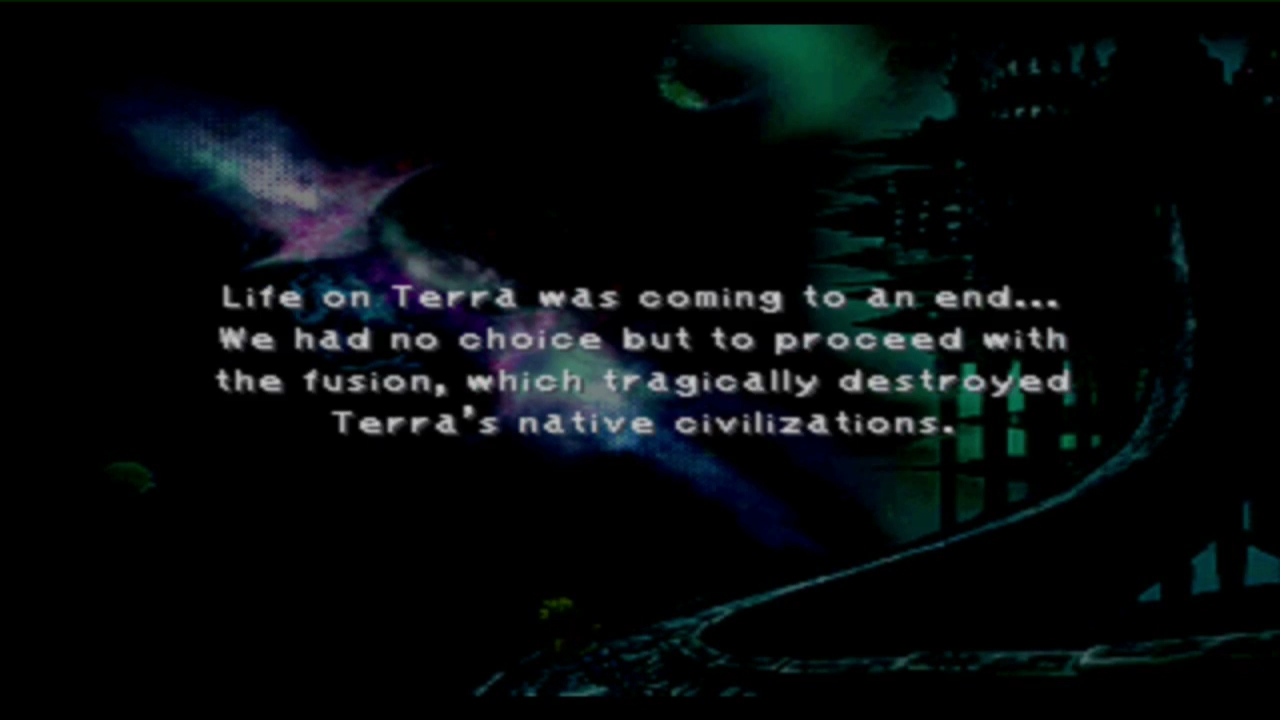 Life on Terra was coming to an end...
We had no choice but to proceed with
the fusion, which tragically destroyed
Terra's native civilizations.